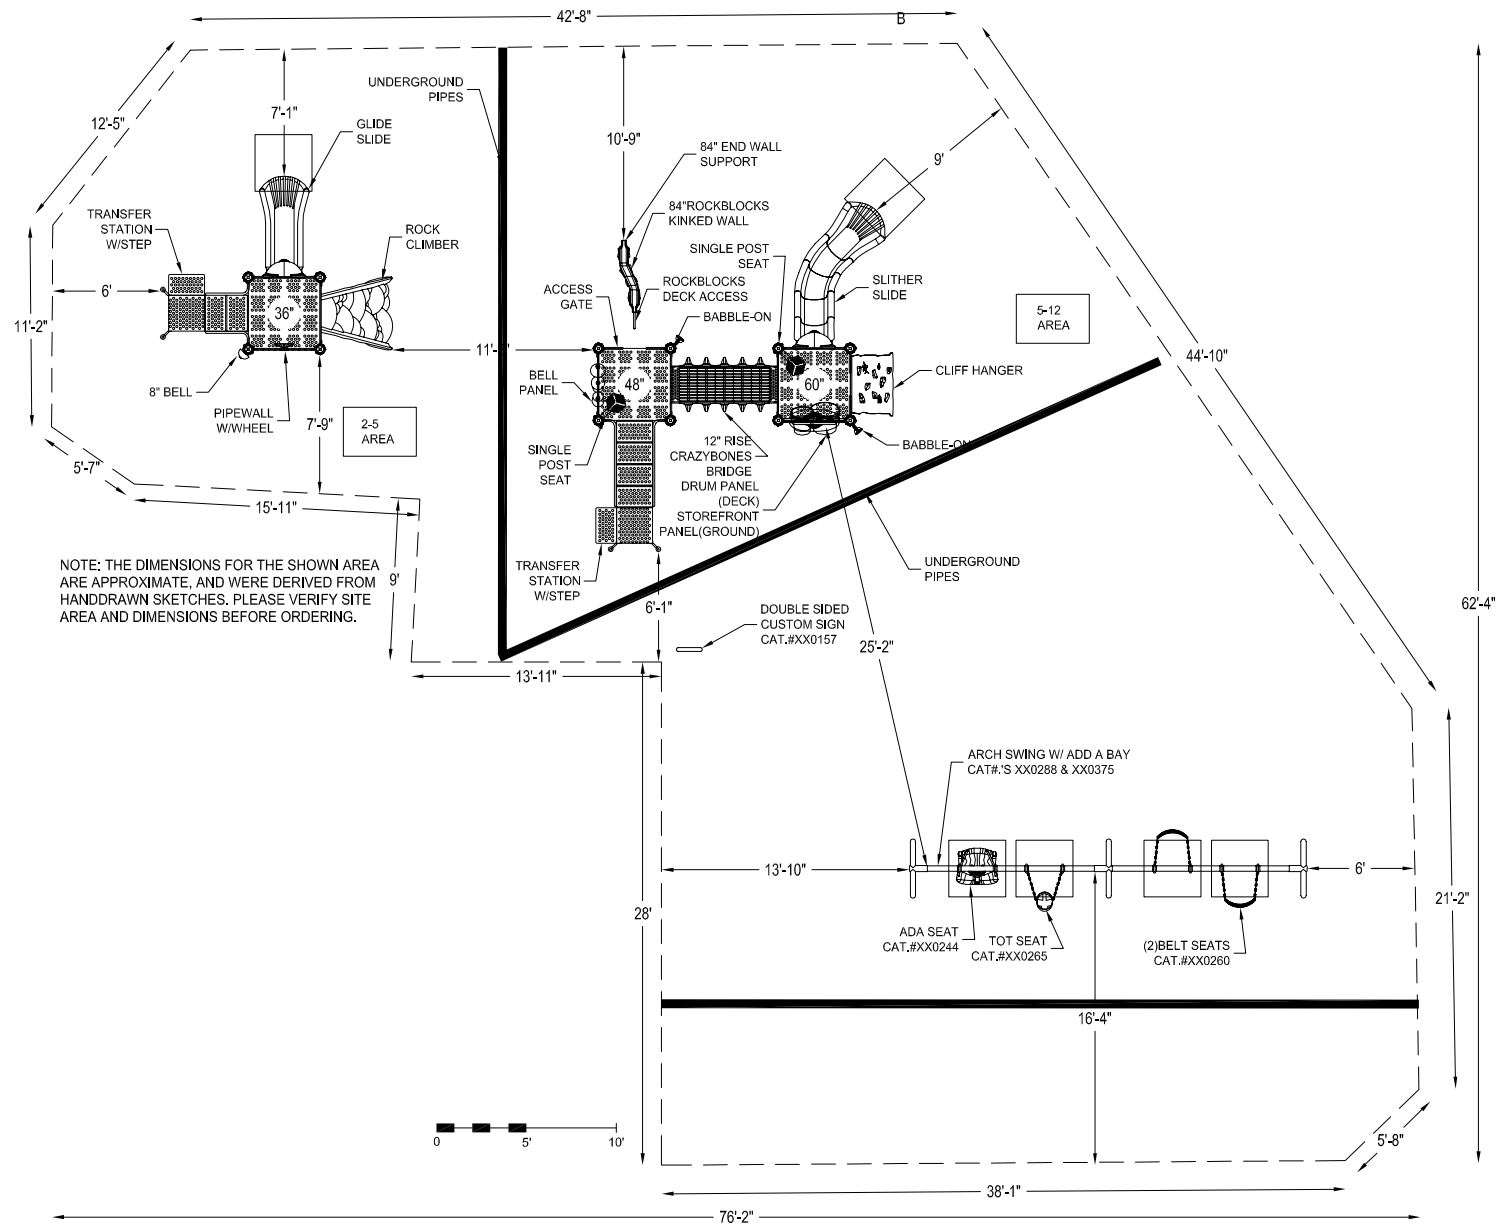 42'-8"
B
UNDERGROUND
PIPES
7'-1"
12'-5"
GLIDE
SLIDE
10'-9"
84" END WALL
SUPPORT
9'
84"ROCKBLOCKS
KINKED WALL
TRANSFER
STATION
W/STEP
ROCK
CLIMBER
SINGLE POST
SEAT
ROCKBLOCKS
DECK ACCESS
SLITHER
SLIDE
ACCESS
GATE
BABBLE-ON
6'
36"
5-12
AREA
11'-2"
11'-
44'-10"
BELL
PANEL
48"
60"
CLIFF HANGER
8" BELL
PIPEWALL
W/WHEEL
7'-9"
2-5
AREA
SINGLE
POST
SEAT
12" RISE
CRAZYBONES
BRIDGE
DRUM PANEL
(DECK)
STOREFRONT
PANEL(GROUND)
BABBLE-ON
5'-7"
15'-11"
NOTE: THE DIMENSIONS FOR THE SHOWN AREA
ARE APPROXIMATE, AND WERE DERIVED FROM
HANDDRAWN SKETCHES. PLEASE VERIFY SITE
AREA AND DIMENSIONS BEFORE ORDERING.
9'
TRANSFER
STATION
W/STEP
UNDERGROUND
PIPES
6'-1"
DOUBLE SIDED
CUSTOM SIGN
CAT.#XX0157
62'-4"
25'-2"
13'-11"
ARCH SWING W/ ADD A BAY
CAT#.'S XX0288 & XX0375
13'-10"
6'
28'
21'-2"
ADA SEAT
CAT.#XX0244
TOT SEAT
CAT.#XX0265
(2)BELT SEATS
CAT.#XX0260
16'-4"
0 5' 10'
5'-8"
38'-1"
76'-2"